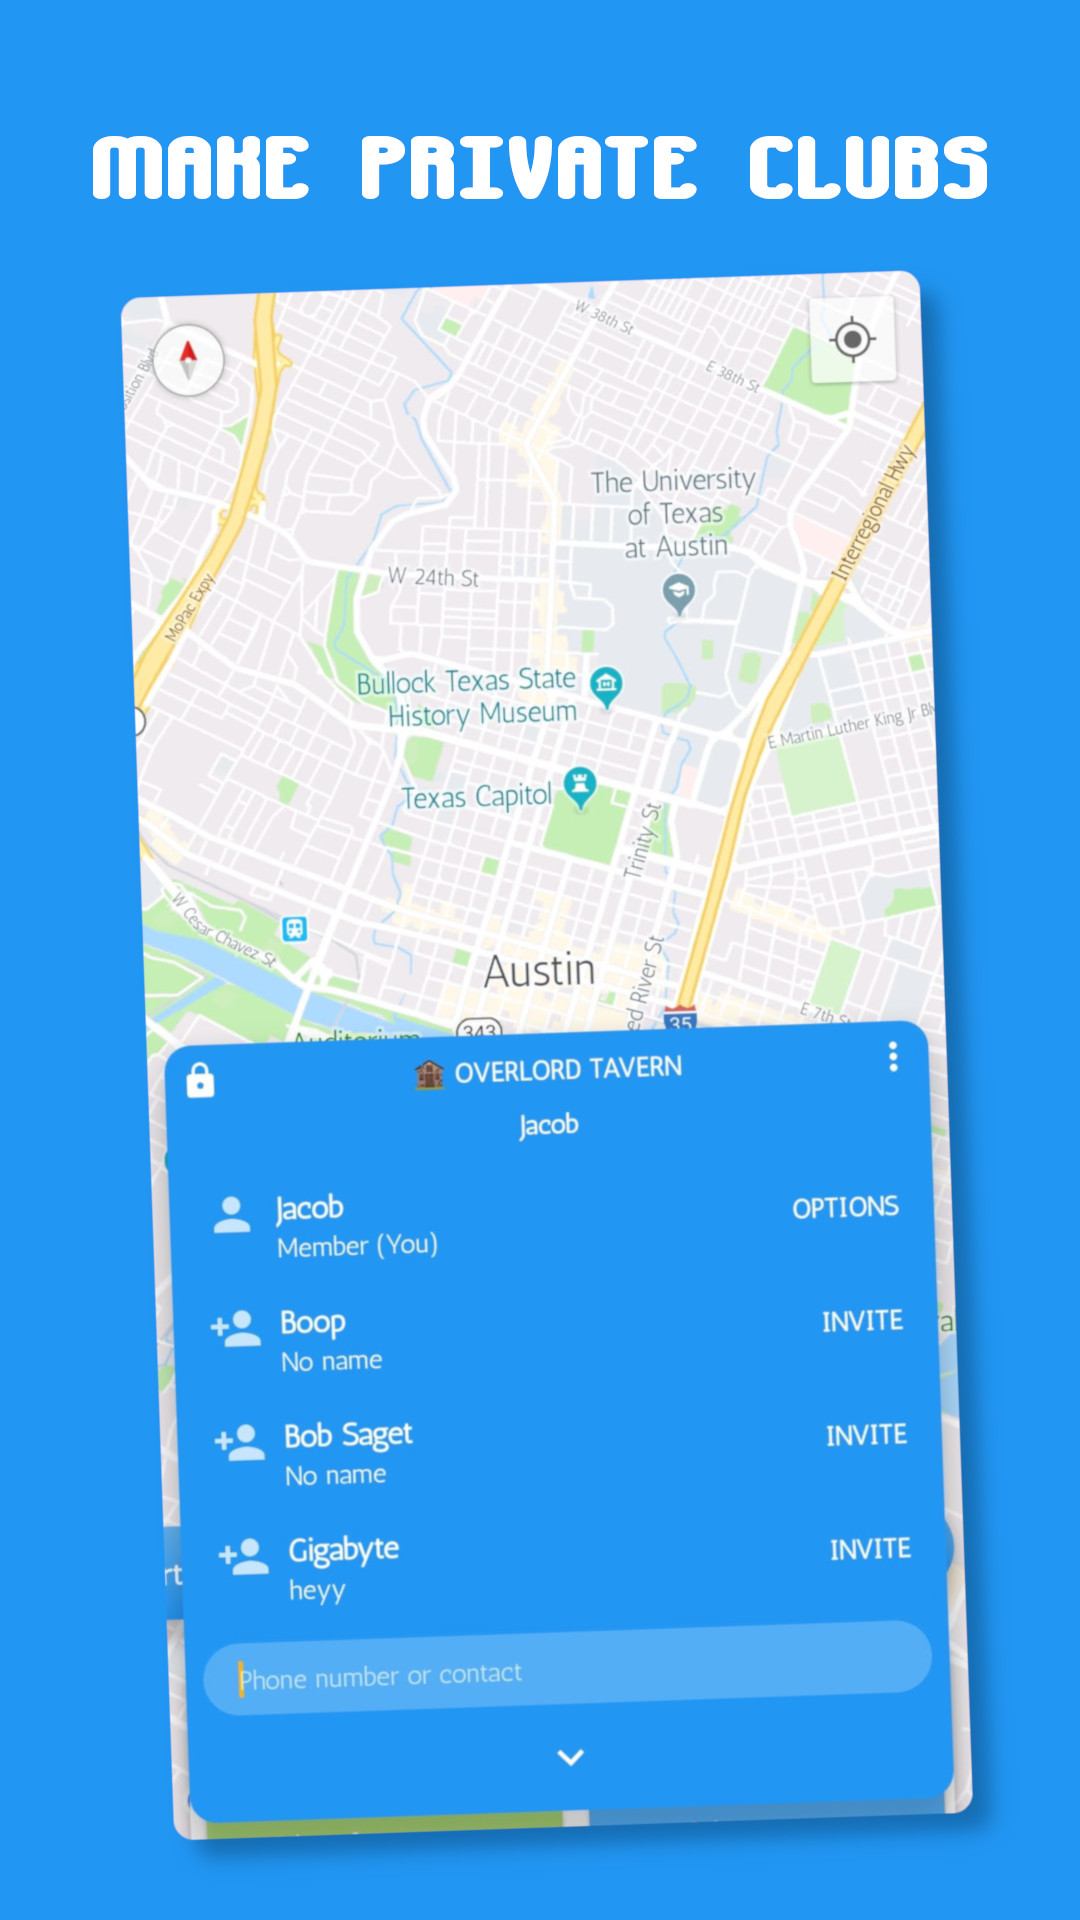 MAKE PRIVATE CLUBS
W 38th St
E 38th St
The University
of Texas
at Austin
Interregional Hwy
W 24th St
MoPac Expy
Bullock Texas State
History Museum
E Martin Luther King Jr
Texas Capitol
Trinity St
W Cesar Chavez St
Austin
River St
E 7th St
35
343
Auditorium
OVERLORD TAVERN
Jacob
Jacob
OPTIONS
Member (You)
Boop
INVITE
No name
Bob Saget
INVITE
No name
Gigabyte
INVITE
heyy
Phone number or contact